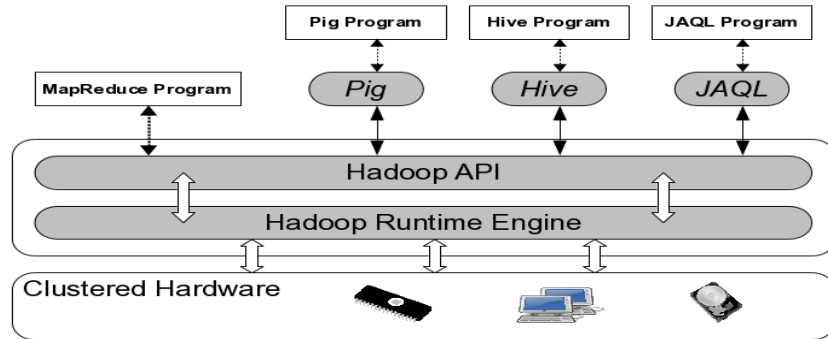 Pig Program
Hive Program
JAQL Program
MapReduce Program
Pig
Hive
JAQL
Hadoop API
Hadoop Runtime Engine
Clustered Hardware